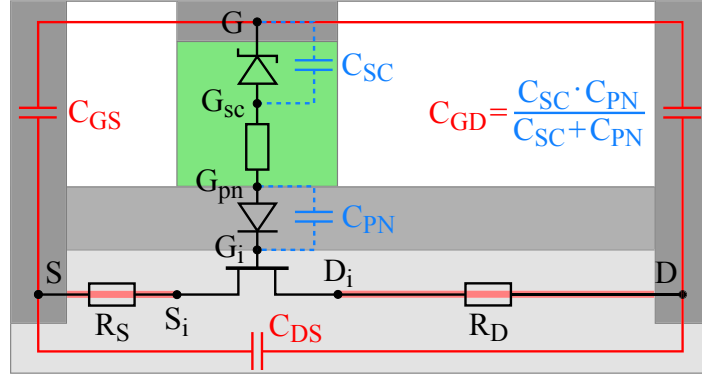 G
C_SC
C_GS
G_sc
C_GD = C_SC · C_PN / C_SC + C_PN
G_pn
C_PN
G_i
S
D_i
D
R_S
S_i
C_DS
R_D